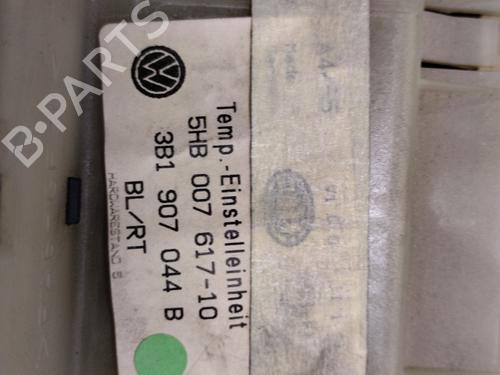 Temp.-Einstelleinheit
5HB 007 617-10
3B1 907 044 B
BL/RT
HARDWARESTAND 5
B-PARTS